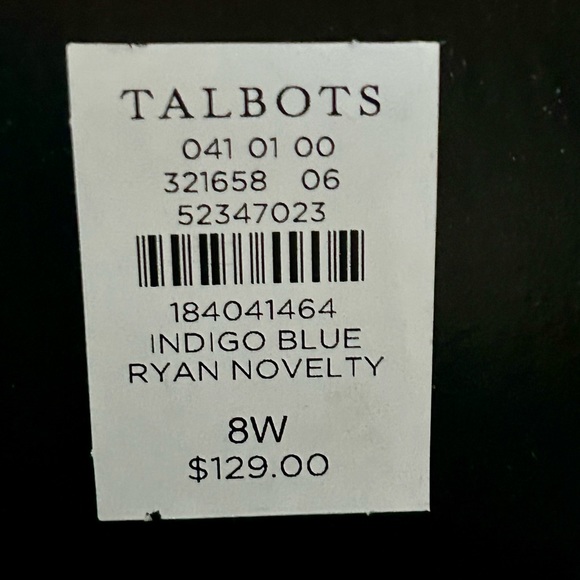 TALBOTS
041 01 00
321658 06
52347023
184041464
INDIGO BLUE
RYAN NOVELTY
8W
$129.00